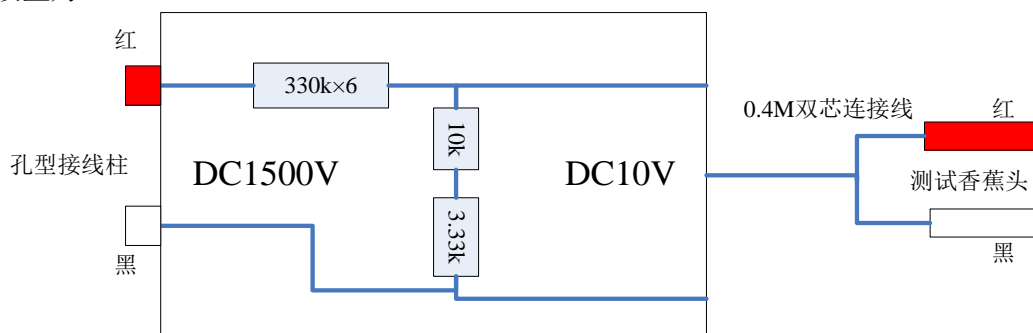 红
330k×6
10k
3.33k
孔型接线柱
DC1500V
DC10V
黑
0.4M双芯连接线
红
测试香蕉头
黑